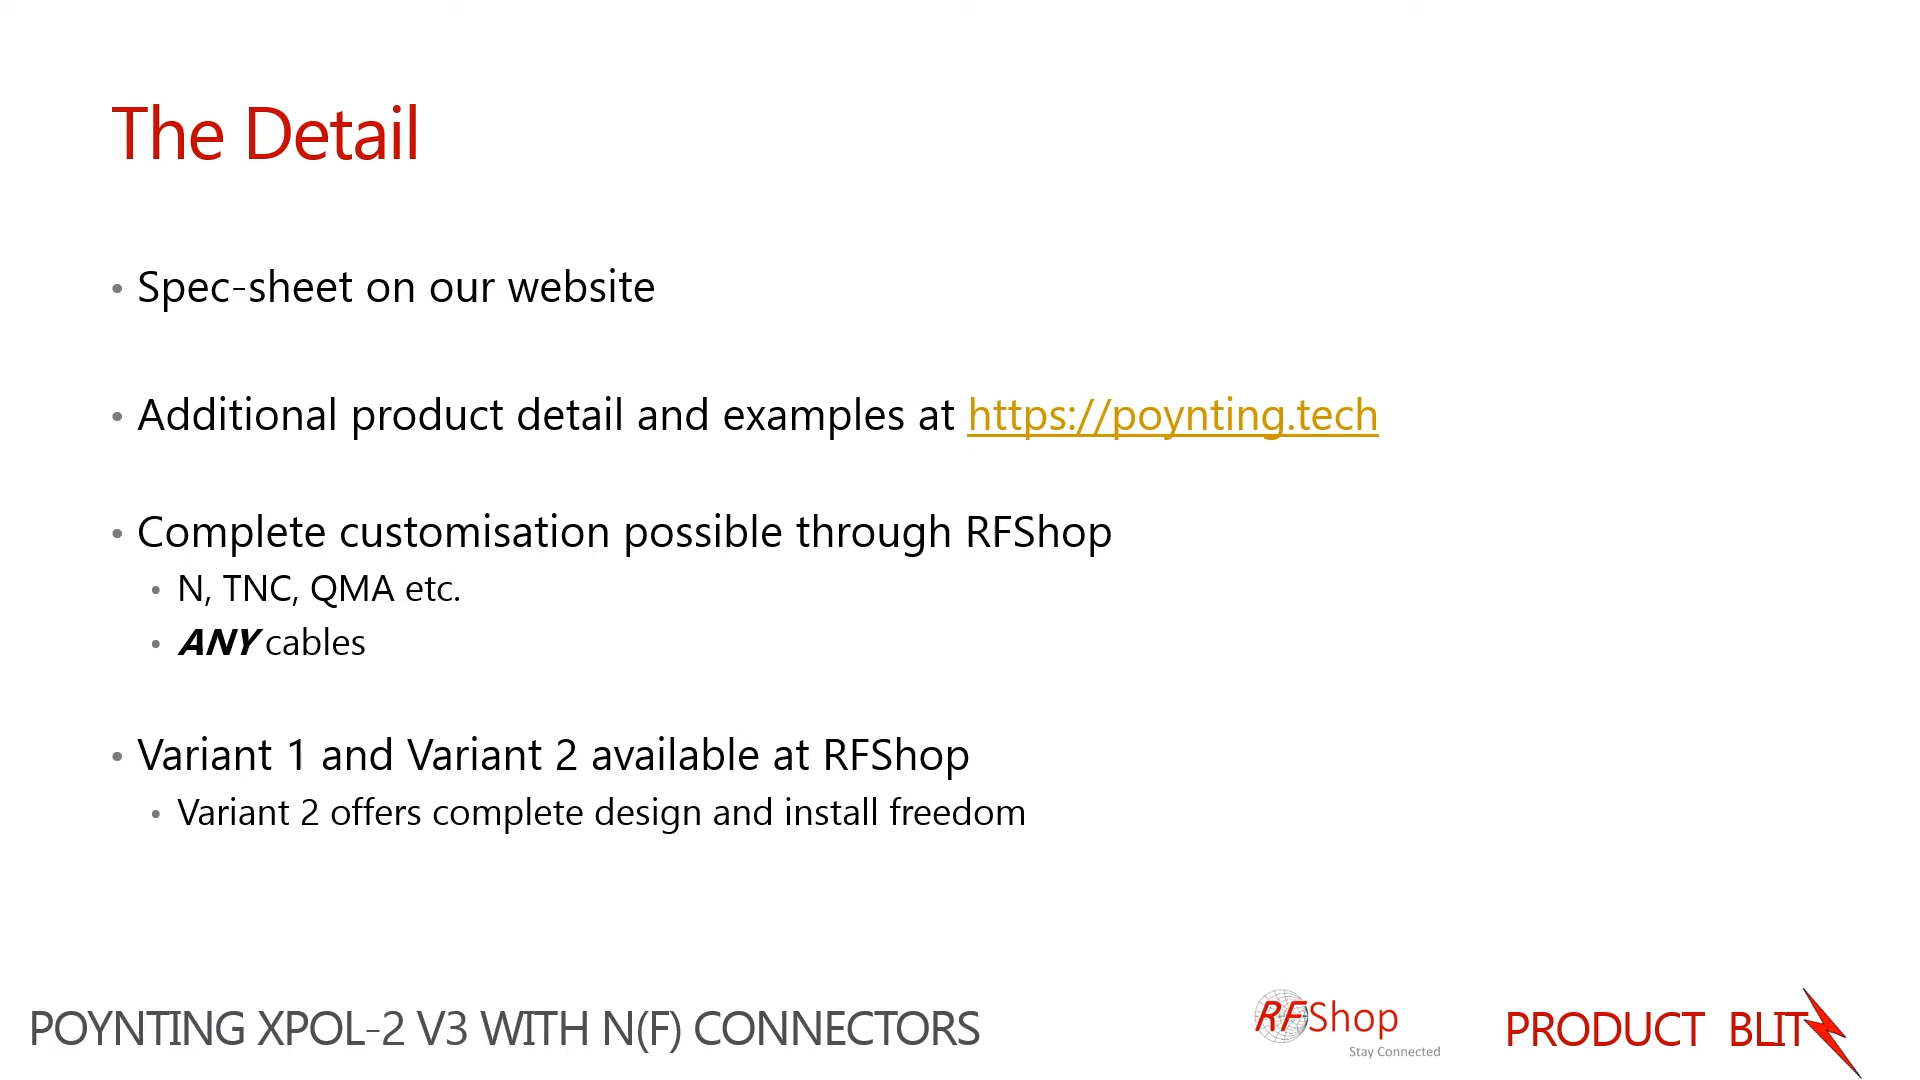 The Detail
• Spec-sheet on our website
• Additional product detail and examples at https://poynting.tech
• Complete customisation possible through RFShop
• N, TNC, QMA etc.
• ANY cables
• Variant 1 and Variant 2 available at RFShop
• Variant 2 offers complete design and install freedom
POYNTING XPOL-2 V3 WITH N(F) CONNECTORS
RFShop
Stay Connected
PRODUCT BLIT